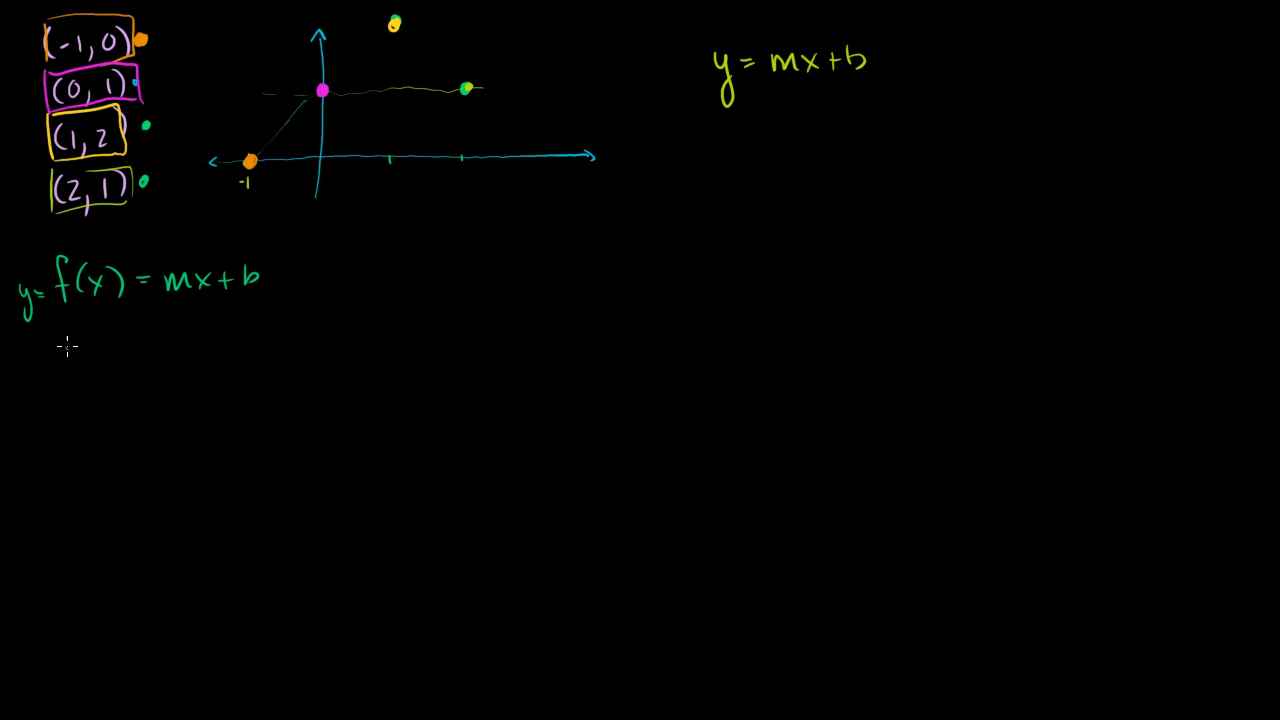 (-1, 0)
(0, 1)
(1, 2)
(2, 1)
-1
y = mx + b
y = f(x) = mx + b